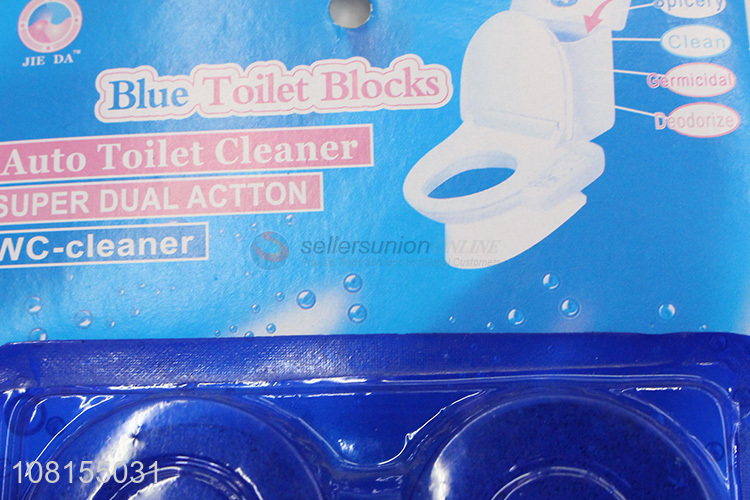 JIE DA™
Blue Toilet Blocks
Auto Toilet Cleaner
SUPER DUAL ACTTON
WC-cleaner
Spicery
Clean
Germicidal
Deodorize
sellersunion ONLINE
Customers
108155031